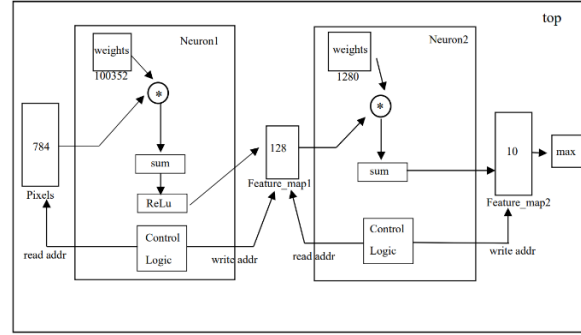 top
Neuron1
weights
100352
*
784
Pixels
sum
ReLu
Control
Logic
read addr
write addr
128
Feature_map1
Neuron2
weights
1280
*
sum
Control
Logic
read addr
write addr
10
Feature_map2
max